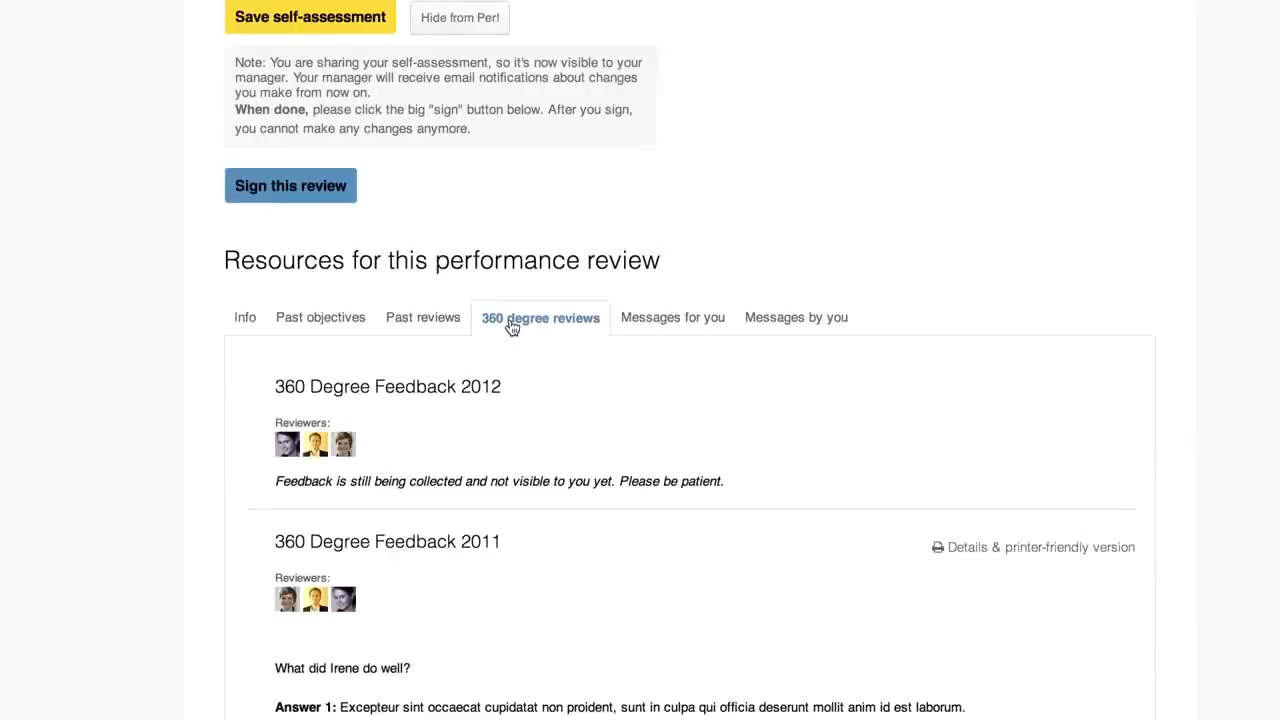 Save self-assessment Hide from Per!
Note: You are sharing your self-assessment, so it's now visible to your
manager. Your manager will receive email notifications about changes
you make from now on.
When done, please click the big "sign" button below. After you sign,
you cannot make any changes anymore.
Sign this review
Resources for this performance review
Info Past objectives Past reviews 360 degree reviews Messages for you Messages by you
360 Degree Feedback 2012
Reviewers:
Feedback is still being collected and not visible to you yet. Please be patient.
360 Degree Feedback 2011 Details & printer-friendly version
Reviewers:
What did Irene do well?
Answer 1: Excepteur sint occaecat cupidatat non proident, sunt in culpa qui officia deserunt mollit anim id est laborum.